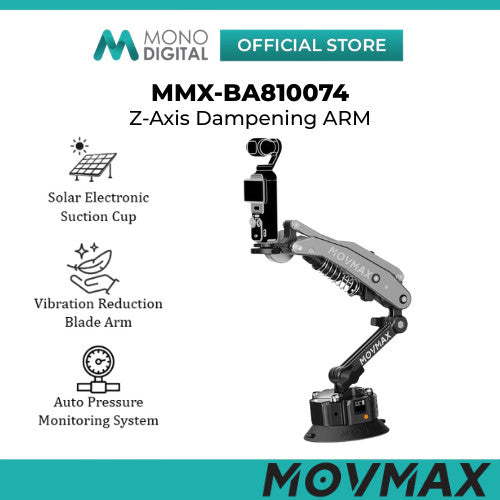 MONO
DIGITAL
OFFICIAL STORE
MMX-BA810074
Z-Axis Dampening ARM
Solar Electronic
Suction Cup
Vibration Reduction
Blade Arm
Auto Pressure
Monitoring System
MOVMAX
MOVMAX
MOVMAX